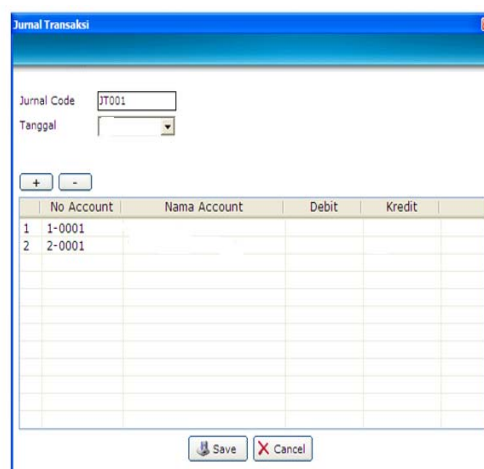 Jurnal Transaksi
Jurnal Code JT001
Tanggal
+ -
No Account Nama Account Debit Kredit
1 1-0001
2 2-0001
Save Cancel